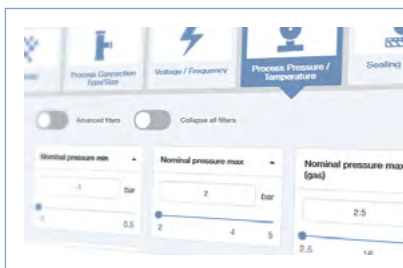 Process Connection
Type/Size
Voltage / Frequency
Process Pressure /
Temperature
Sealing
Advanced filters
Collapse all filters
Nominal pressure min
-1 bar
-1 0.5
Nominal pressure max
2 bar
2 4 5
Nominal pressure max
(gas)
2.5
2.5 16